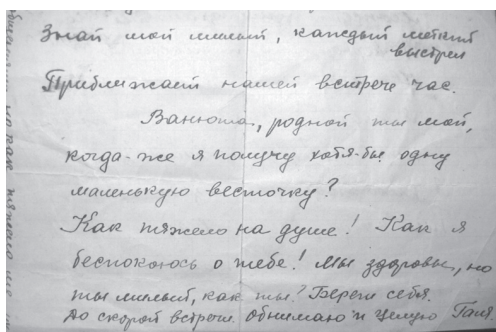 Знай мой милый, каждый меткий
выстрел
Приближает нашей встречи час.
Ванюша, родной ты мой,
когда-же я получу хотя-бы одну
маленькую весточку?
Как тяжело на душе! Как я
беспокоюсь о тебе! Мы здоровы, но
ты милый, как ты? Береги себя.
До скорой встречи. Обнимаю и целую Галя.